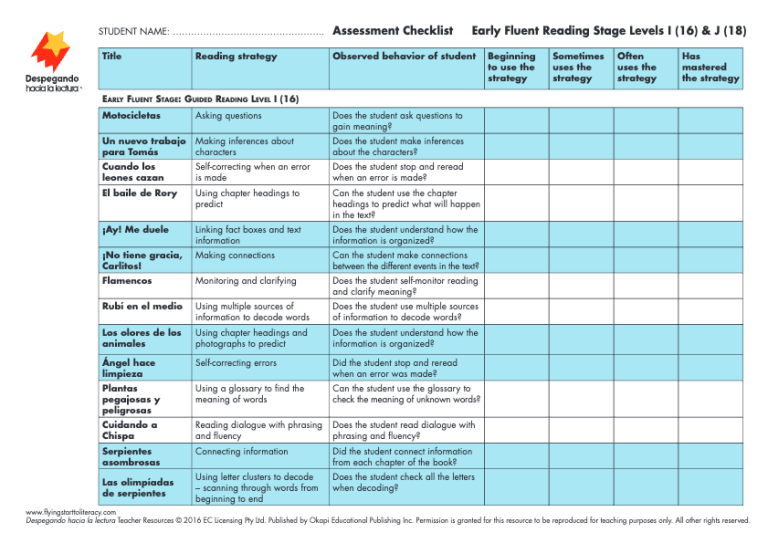 STUDENT NAME: ................................................... Assessment Checklist Early Fluent Reading Stage Levels I (16) & J (18)
Despegando
hacia la lectura™
Title Reading strategy Observed behavior of student Beginning to use the strategy Sometimes uses the strategy Often uses the strategy Has mastered the strategy
Early Fluent Stage: Guided Reading Level I (16)
Motocicletas Asking questions Does the student ask questions to
gain meaning?
Un nuevo trabajo Making inferences about Does the student make inferences
para Tomás characters about the characters?
Cuando los Self-correcting when an error Does the student stop and reread
leones cazan is made when an error is made?
El baile de Rory Using chapter headings to Can the student use the chapter
predict headings to predict what will happen
in the text?
¡Ay! Me duele Linking fact boxes and text Does the student understand how the
information information is organized?
¡No tiene gracia, Making connections Can the student make connections
Carlitos! between the different events in the text?
Flamencos Monitoring and clarifying Does the student self-monitor reading
and clarify meaning?
Rubí en el medio Using multiple sources of Does the student use multiple sources
information to decode words of information to decode words?
Los olores de los Using chapter headings and Does the student understand how the
animales photographs to predict information is organized?
Ángel hace Self-correcting errors Did the student stop and reread
limpieza when an error was made?
Plantas Using a glossary to find the Can the student use the glossary to
pegajosas y meaning of words check the meaning of unknown words?
peligrosas
Cuidando a Reading dialogue with phrasing Does the student read dialogue with
Chispa and fluency phrasing and fluency?
Serpientes Connecting information Did the student connect information
asombrosas from each chapter of the book?
Las olimpíadas Using letter clusters to decode Does the student check all the letters
de serpientes – scanning through words from when decoding?
beginning to end
www.flyingstarttoliteracy.com
Despegando hacia la lectura Teacher Resources © 2016 EC Licensing Pty Ltd. Published by Okapi Educational Publishing Inc. Permission is granted for this resource to be reproduced for teaching purposes only. All other rights reserved.